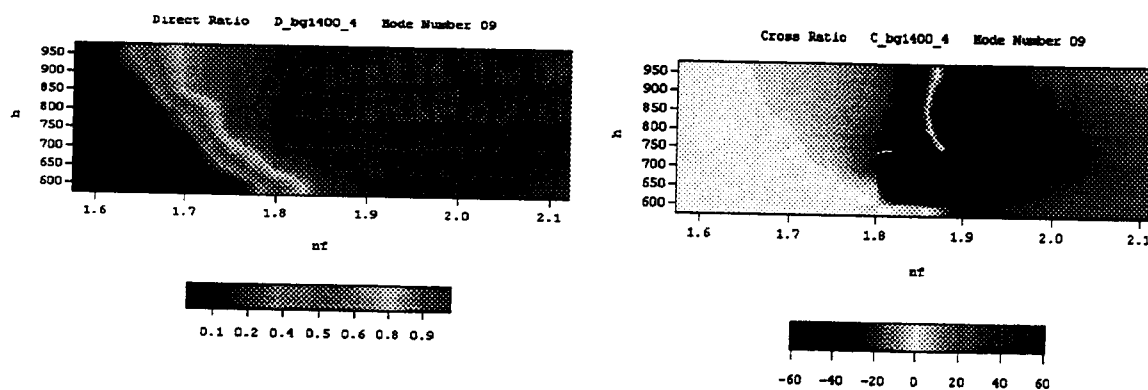 Direct Ratio D_bg1400_4 Mode Number 09
h
950
900
850
800
750
700
650
600
1.6 1.7 1.8 1.9 2.0 2.1
nf
0.1 0.2 0.4 0.5 0.6 0.8 0.9
Cross Ratio C_bg1400_4 Mode Number 09
h
950
900
850
800
750
700
650
600
1.6 1.7 1.8 1.9 2.0 2.1
nf
-60 -40 -20 0 20 40 60